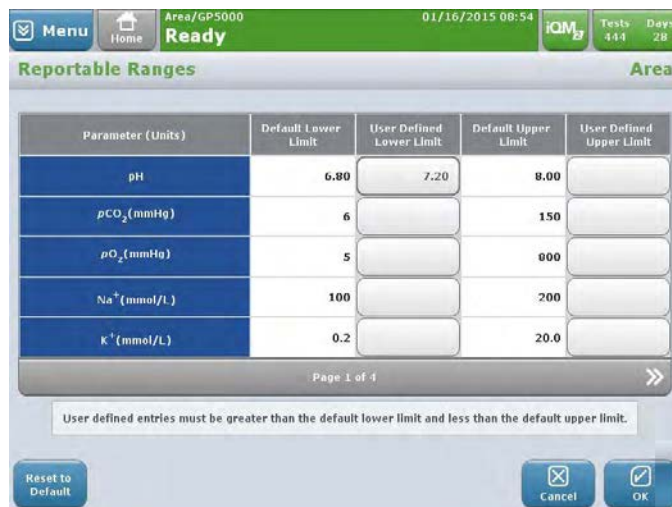 Menu
Home
Area/GP5000
Ready
01/16/2015 08:54
iQM2
Tests
444
Days
28
Reportable Ranges
Area
Parameter (Units)
Default Lower Limit
User Defined Lower Limit
Default Upper Limit
User Defined Upper Limit
pH 6.80 7.20 8.00
pCO₂(mmHg) 6 150
pO₂(mmHg) 5 800
Na⁺(mmol/L) 100 200
K⁺(mmol/L) 0.2 20.0
Page 1 of 4
User defined entries must be greater than the default lower limit and less than the default upper limit.
Reset to
Default
Cancel
OK